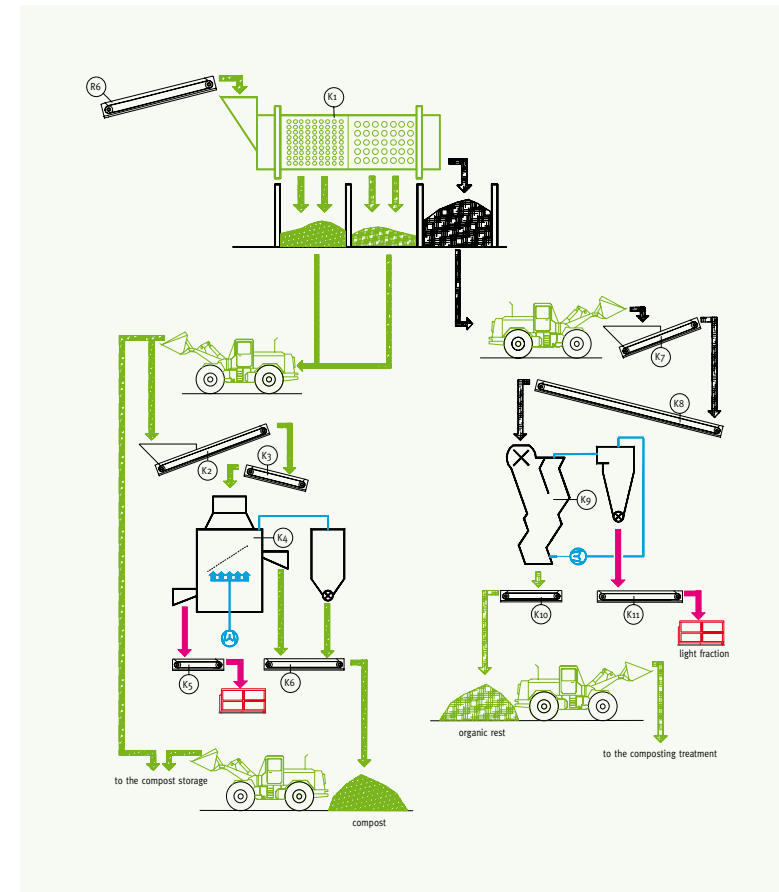 R6
K1
K7
K8
K2
K3
K9
K4
K10
K11
light fraction
K5
K6
organic rest
to the composting treatment
to the compost storage
compost